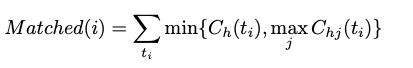 Matched(i) = ∑_{t_i} min{C_h(t_i), max_j C_{hj}(t_i)}